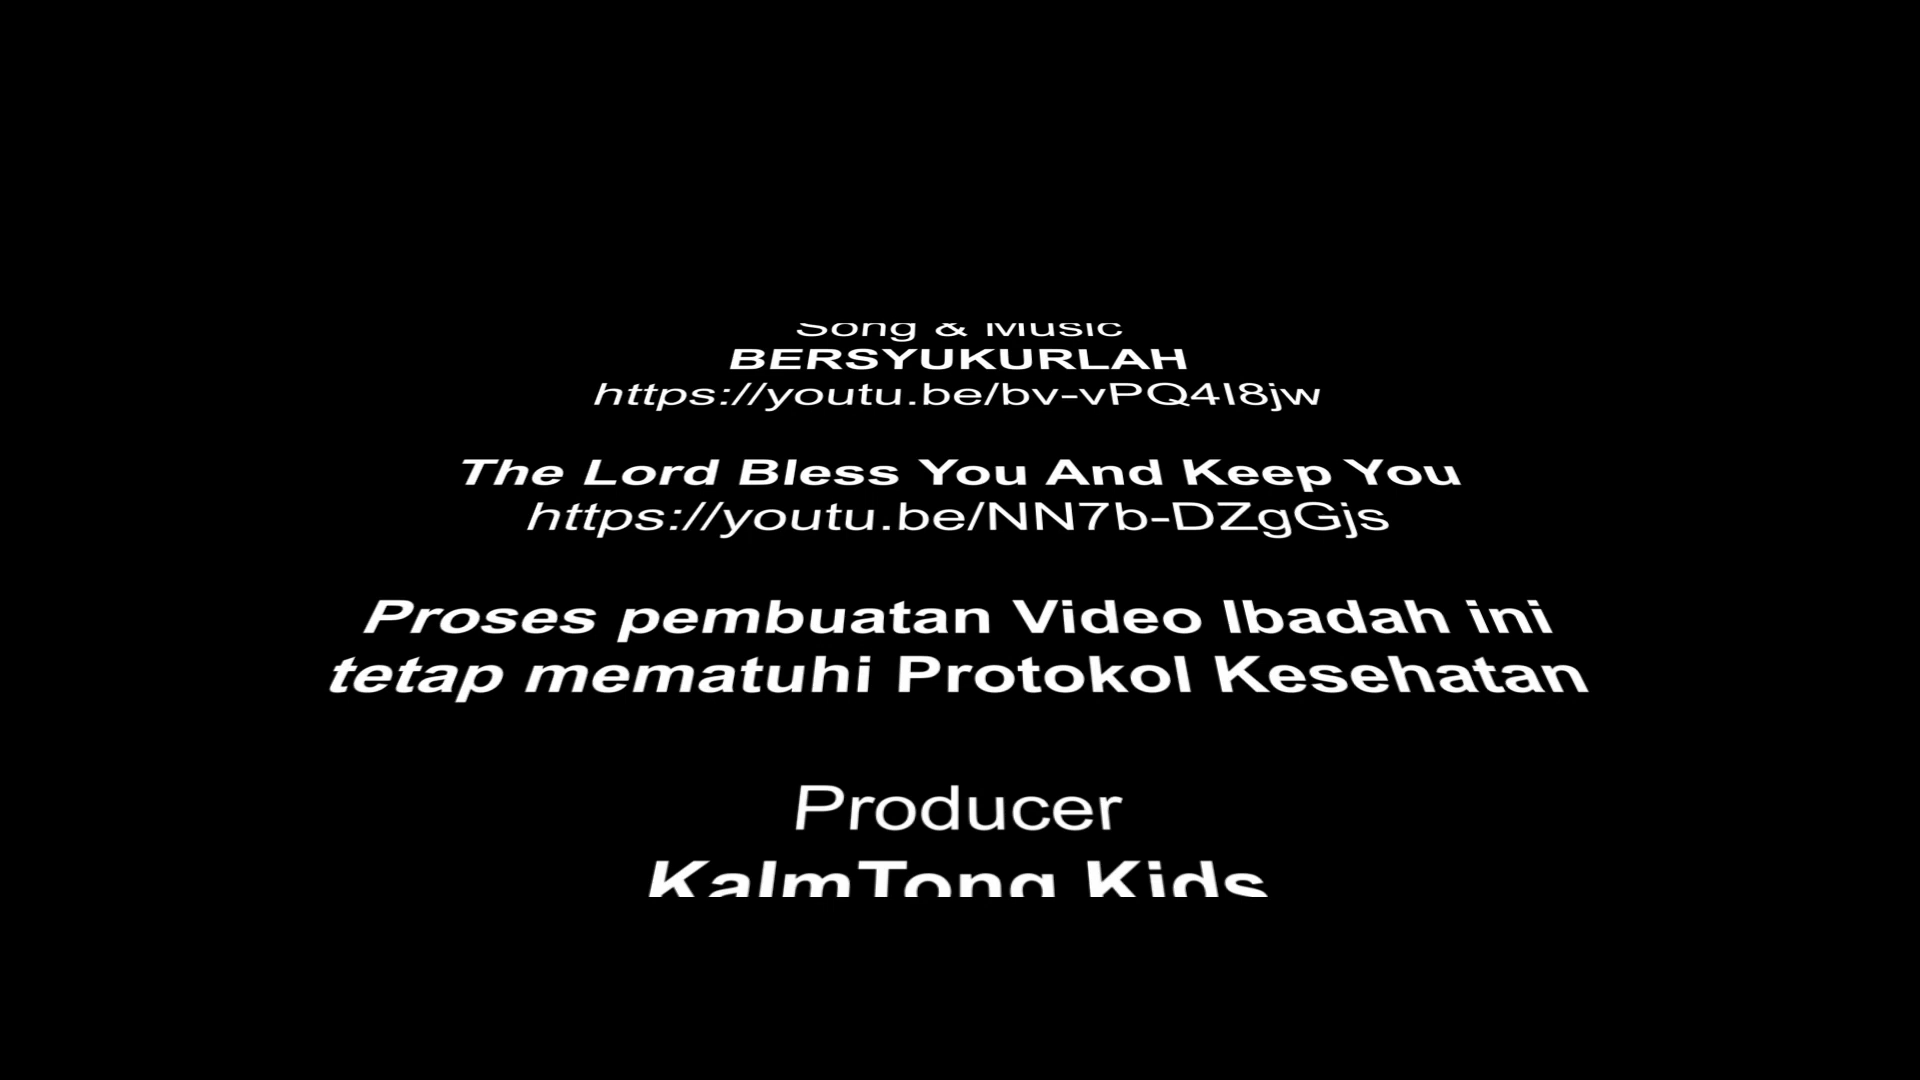 Song & Music
BERSYUKURLAH
https://youtu.be/bv-vPQ4I8jw
The Lord Bless You And Keep You
https://youtu.be/NN7b-DZgGjs
Proses pembuatan Video Ibadah ini
tetap mematuhi Protokol Kesehatan
Producer
KalmTong Kids